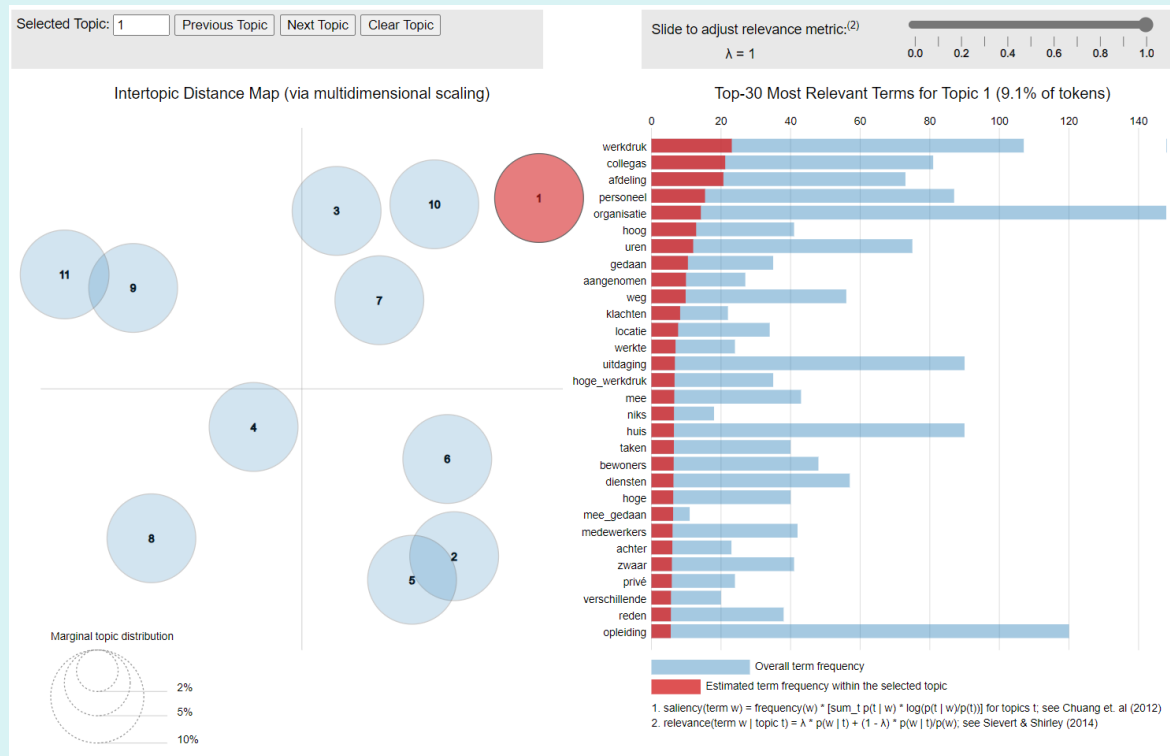 Selected Topic: 1 Previous Topic Next Topic Clear Topic
Slide to adjust relevance metric:(2)
λ = 1
0.0 0.2 0.4 0.6 0.8 1.0
Intertopic Distance Map (via multidimensional scaling)
3
10
1
11
9
7
4
6
8
2
5
Marginal topic distribution
2%
5%
10%
Top-30 Most Relevant Terms for Topic 1 (9.1% of tokens)
0 20 40 60 80 100 120 140
werkdruk
collegas
afdeling
personeel
organisatie
hoog
uren
gedaan
aangenomen
weg
klachten
locatie
werkte
uitdaging
hoge_werkdruk
mee
niks
huis
taken
bewoners
diensten
hoge
mee_gedaan
medewerkers
achter
zwaar
privé
verschillende
reden
opleiding
Overall term frequency
Estimated term frequency within the selected topic
1. saliency(term w) = frequency(w) * [sum_t p(t | w) * log(p(t | w)/p(t))] for topics t; see Chuang et. al (2012)
2. relevance(term w | topic t) = λ * p(w | t) + (1 - λ) * p(w | t)/p(w); see Sievert & Shirley (2014)